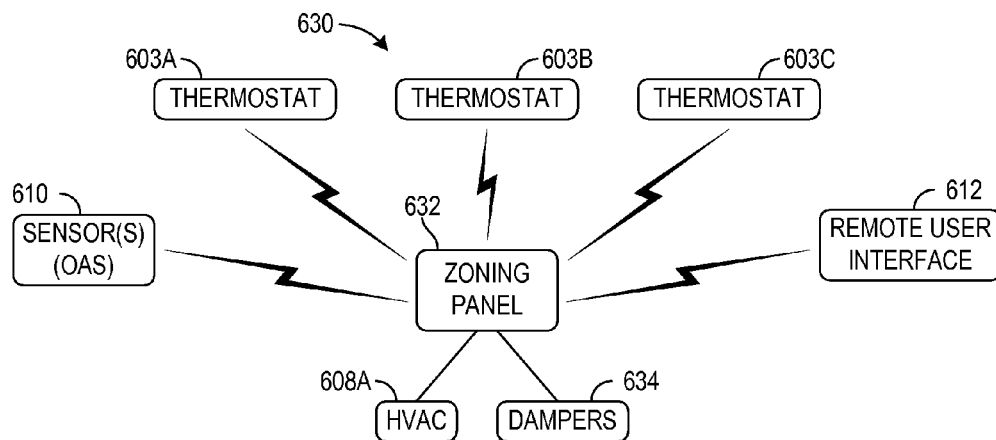 630
603A
603B
603C
THERMOSTAT
THERMOSTAT
THERMOSTAT
610
632
612
SENSOR(S)
(OAS)
ZONING
PANEL
REMOTE USER
INTERFACE
608A
634
HVAC
DAMPERS